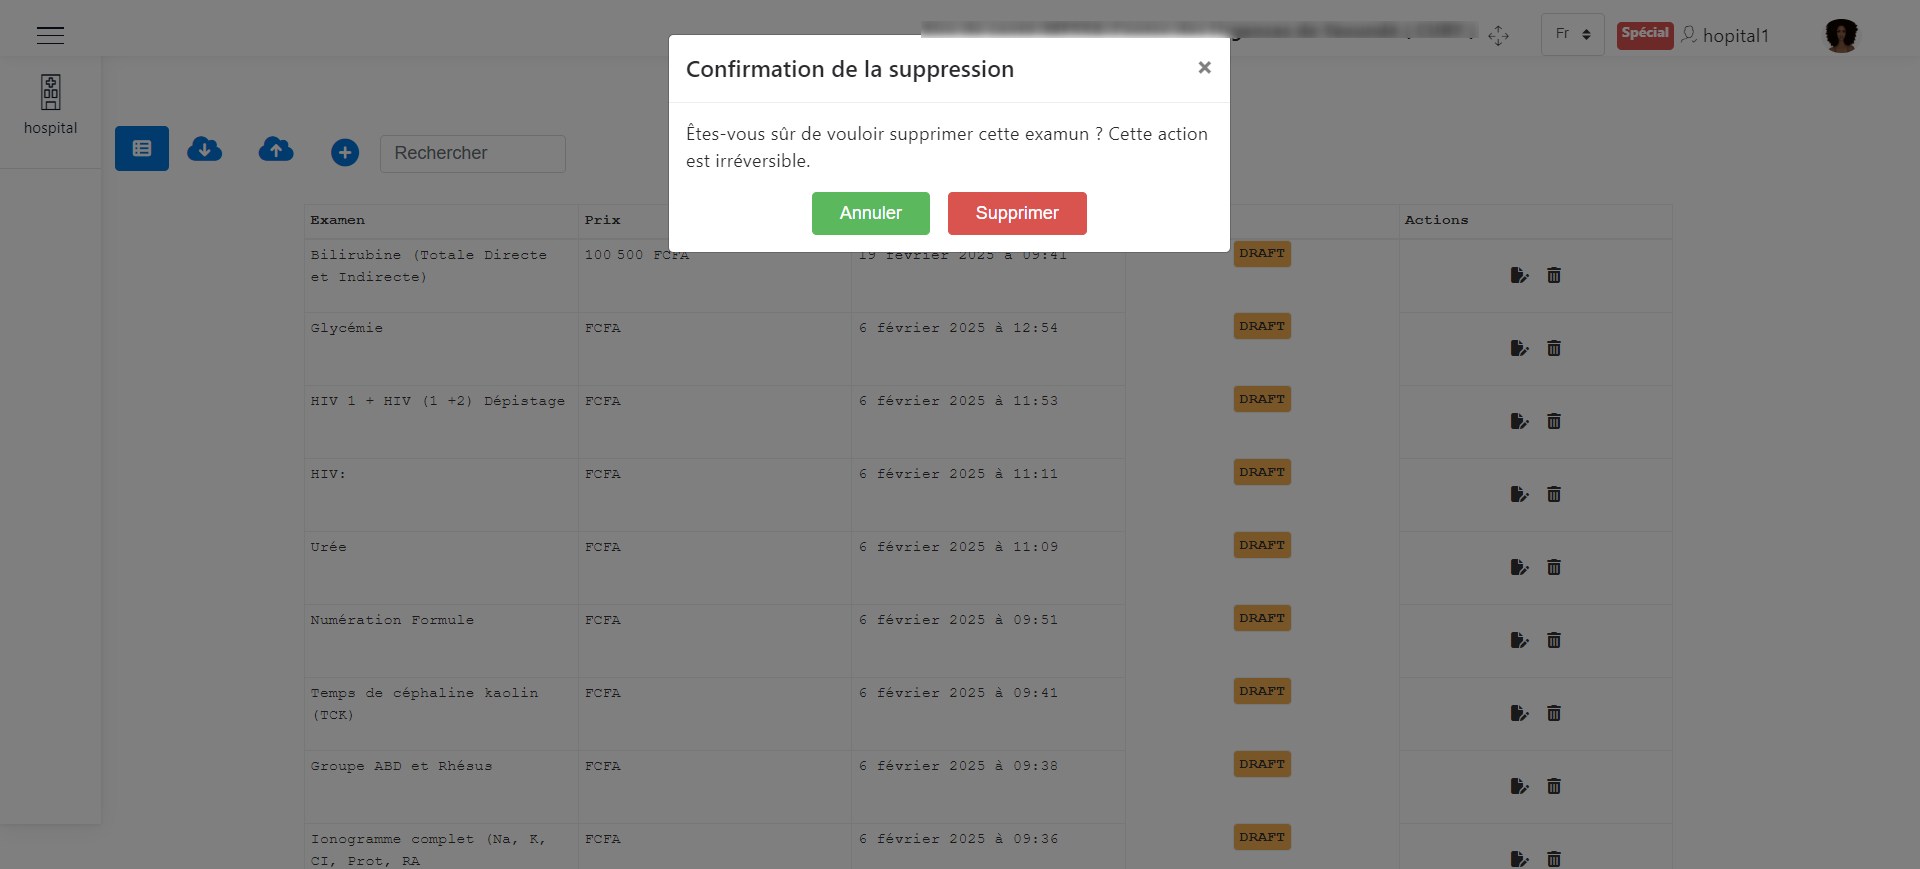 Fr
Spécial
hopital1
hospital
Confirmation de la suppression
×
Êtes-vous sûr de vouloir supprimer cette examun ? Cette action
est irréversible.
Annuler
Supprimer
Rechercher
Examen Prix Actions
Bilirubine (Totale Directe 100 500 FCFA 19 février 2025 à 09:41 DRAFT
et Indirecte)
Glycémie FCFA 6 février 2025 à 12:54 DRAFT
HIV 1 + HIV (1 +2) Dépistage FCFA 6 février 2025 à 11:53 DRAFT
HIV: FCFA 6 février 2025 à 11:11 DRAFT
Urée FCFA 6 février 2025 à 11:09 DRAFT
Numération Formule FCFA 6 février 2025 à 09:51 DRAFT
Temps de céphaline kaolin FCFA 6 février 2025 à 09:41 DRAFT
(TCK)
Groupe ABD et Rhésus FCFA 6 février 2025 à 09:38 DRAFT
Ionogramme complet (Na, K, FCFA 6 février 2025 à 09:36 DRAFT
CI, Prot, RA